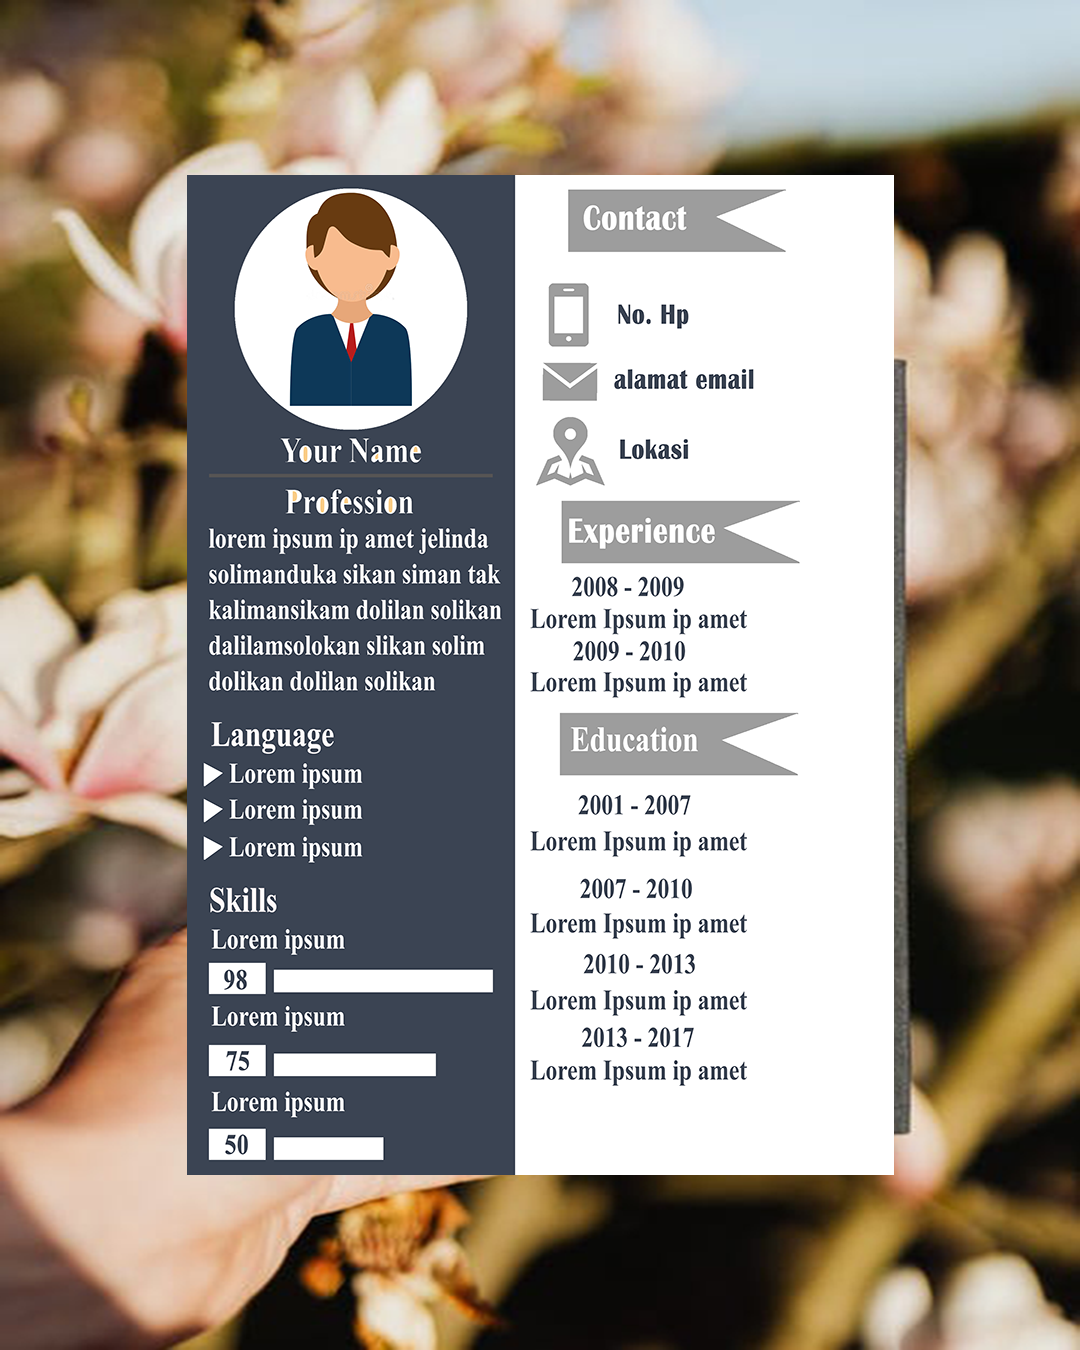 Your Name
Profession
lorem ipsum ip amet jelinda
solimanduka sikan siman tak
kalimansikam dolilan solikan
dalilamsolokan slikan solim
dolikan dolilan solikan
Language
Lorem ipsum
Lorem ipsum
Lorem ipsum
Skills
Lorem ipsum
98
Lorem ipsum
75
Lorem ipsum
50
Contact
No. Hp
alamat email
Lokasi
Experience
2008 - 2009
Lorem Ipsum ip amet
2009 - 2010
Lorem Ipsum ip amet
Education
2001 - 2007
Lorem Ipsum ip amet
2007 - 2010
Lorem Ipsum ip amet
2010 - 2013
Lorem Ipsum ip amet
2013 - 2017
Lorem Ipsum ip amet